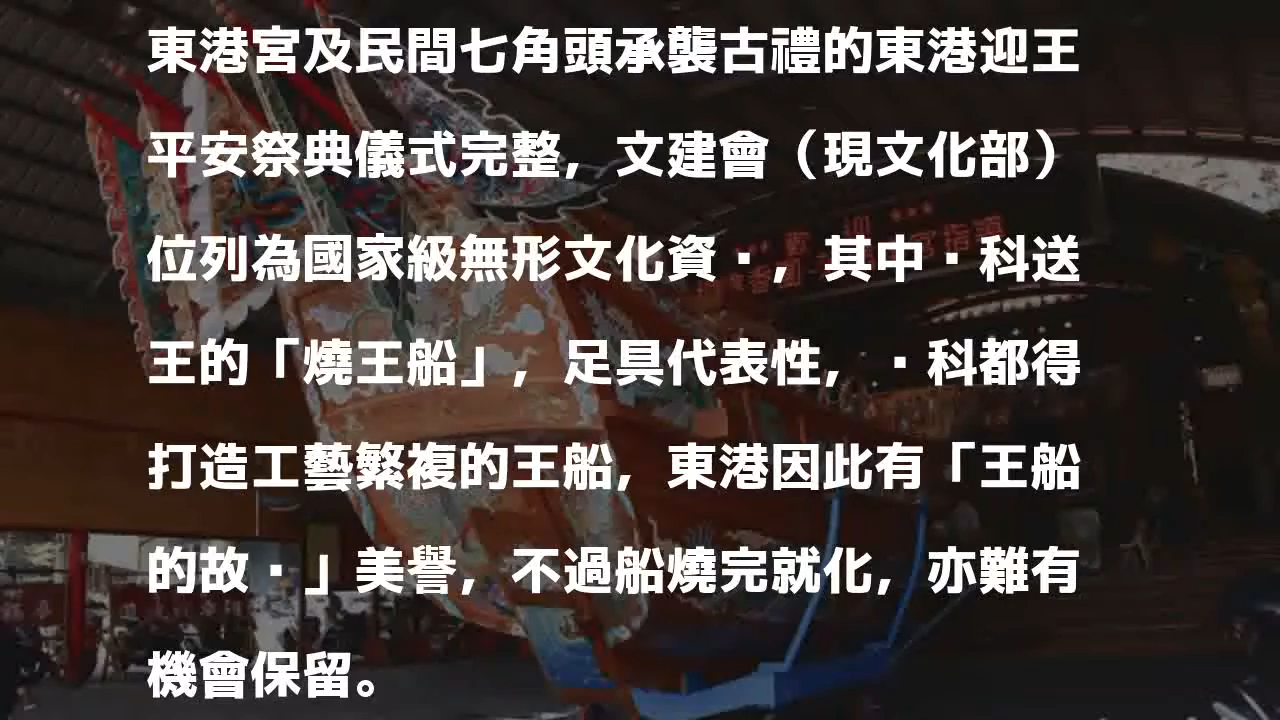 東港宮及民間七角頭承襲古禮的東港迎王
平安祭典儀式完整，文建會（現文化部）
位列為國家級無形文化資·，其中·科送
王的「燒王船」，足具代表性，·科都得
打造工藝繁複的王船，東港因此有「王船
的故·」美譽，不過船燒完就化，亦難有
機會保留。